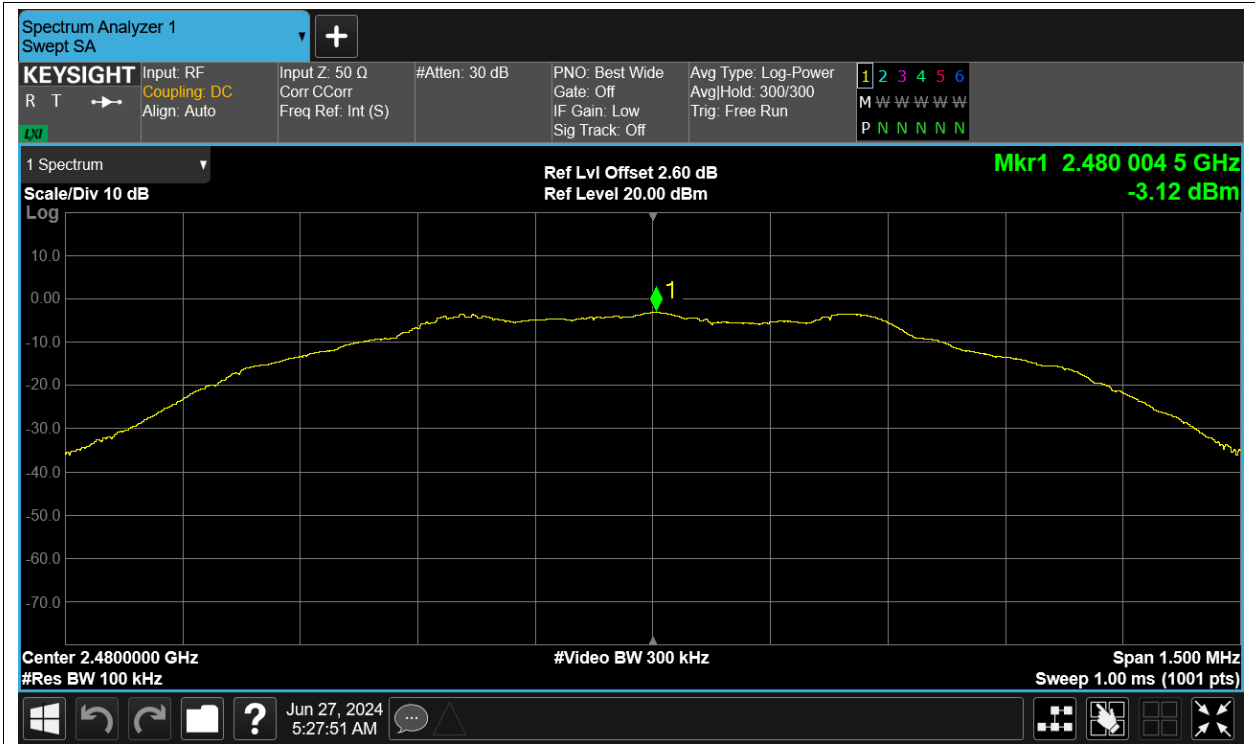 Spectrum Analyzer 1
Swept SA
KEYSIGHT
R T
LXI
Input: RF
Coupling: DC
Align: Auto
Input Z: 50 Ω
Corr CCorr
Freq Ref: Int (S)
#Atten: 30 dB
PNO: Best Wide
Gate: Off
IF Gain: Low
Sig Track: Off
Avg Type: Log-Power
Avg|Hold: 300/300
Trig: Free Run
1 2 3 4 5 6
M W W W W W W
P N N N N N
1 Spectrum
Scale/Div 10 dB
Ref Lvl Offset 2.60 dB
Ref Level 20.00 dBm
Mkr1 2.480 004 5 GHz
-3.12 dBm
Log
10.0
0.00
-10.0
-20.0
-30.0
-40.0
-50.0
-60.0
-70.0
1
Center 2.4800000 GHz
#Res BW 100 kHz
#Video BW 300 kHz
Span 1.500 MHz
Sweep 1.00 ms (1001 pts)
?
Jun 27, 2024
5:27:51 AM